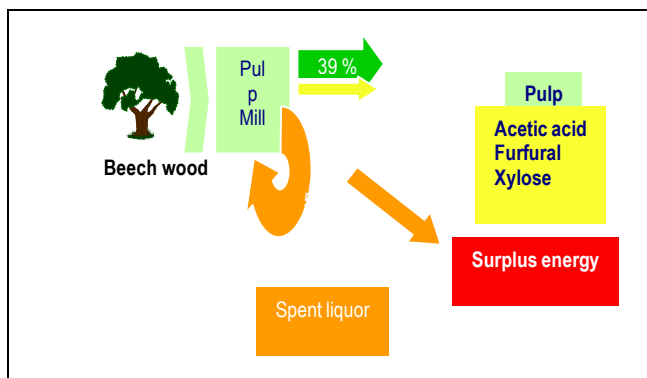 Pul
p
Mill
39 %
Beech wood
Pulp
Acetic acid
Furfural
Xylose
Surplus energy
Spent liquor